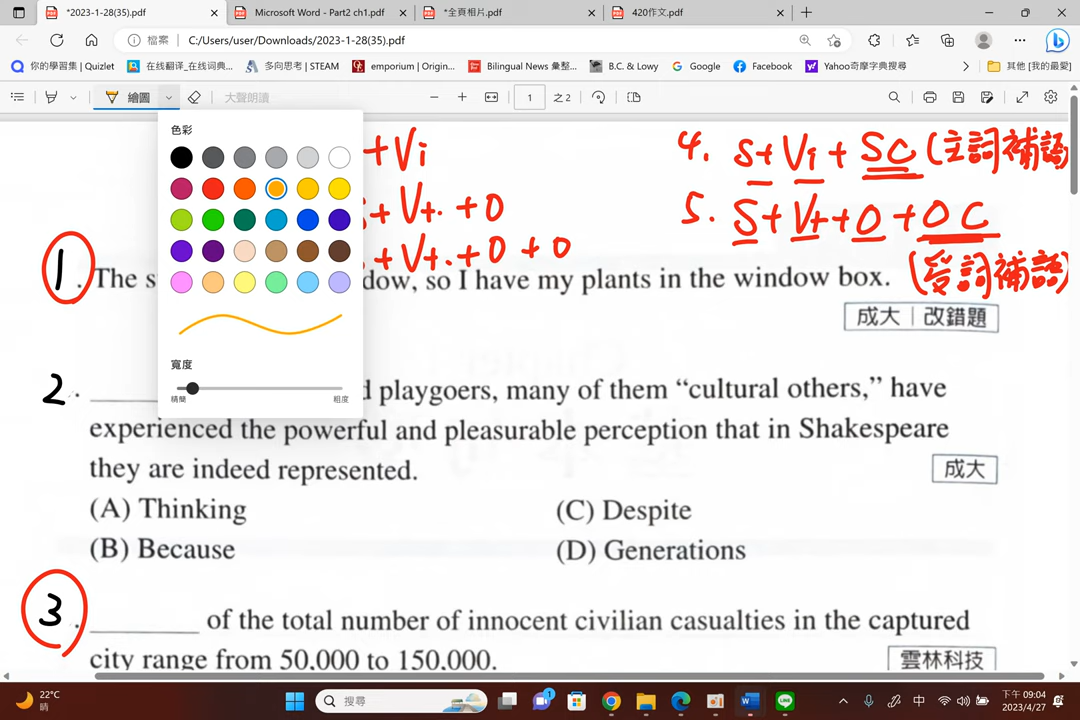 *2023-1-28(35).pdf
Microsoft Word - Part2 ch1.pdf
*全頁相片.pdf
420作文.pdf
檔案
C:/Users/user/Downloads/2023-1-28(35).pdf
你的學習集 | Quizlet
在线翻译_在线词典...
多向思考 | STEAM
emporium | Origin...
Bilingual News 彙整...
B.C. & Lowy
Google
Facebook
Yahoo奇摩字典搜尋
其他 [我的最愛]
繪圖
大聲朗讀
1
之 2
色彩
寬度
精簡
粗度
+ Vi
+ Vt. + O
+ Vt. + O + O
4. S + Vi + SC (主詞補語
5. S + Vt + O + OC
(受詞補語)
1. The s
dow, so I have my plants in the window box.
成大 | 改錯題
2. ________ d playgoers, many of them “cultural others,” have
experienced the powerful and pleasurable perception that in Shakespeare
they are indeed represented.
成大
(A) Thinking
(C) Despite
(B) Because
(D) Generations
3. ________ of the total number of innocent civilian casualties in the captured
city range from 50,000 to 150,000.
雲林科技
22°C
晴
搜尋
1
中
下午 09:04
2023/4/27